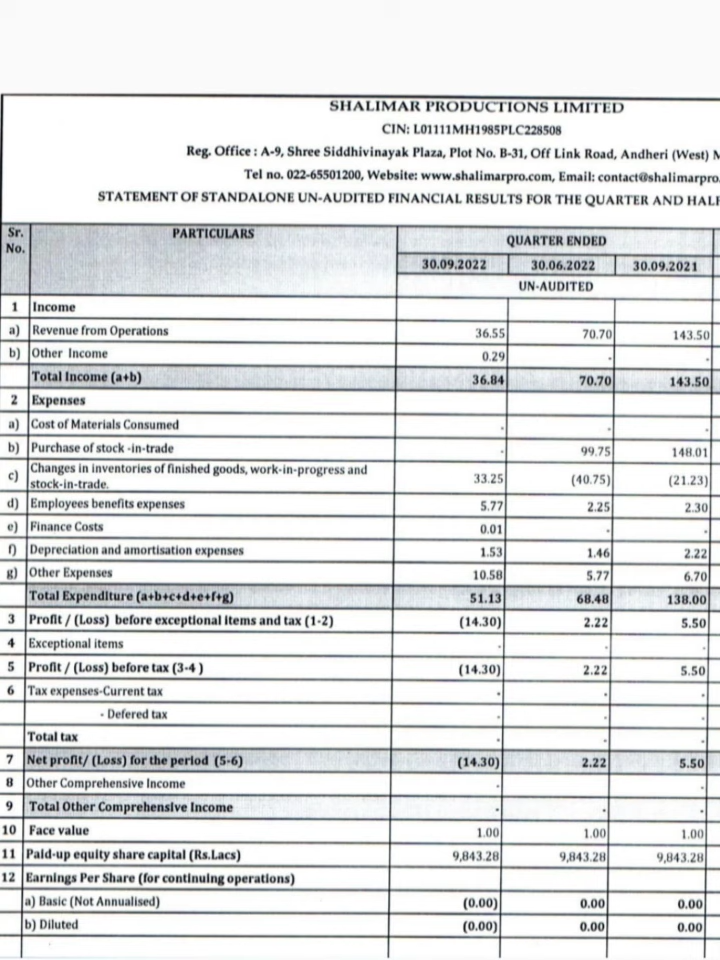 SHALIMAR PRODUCTIONS LIMITED
CIN: L01111MH1985PLC228508
Reg. Office : A-9, Shree Siddhivinayak Plaza, Plot No. B-31, Off Link Road, Andheri (West)
Tel no. 022-65501200, Website: www.shalimarpro.com, Email: contact@shalimarpro.
STATEMENT OF STANDALONE UN-AUDITED FINANCIAL RESULTS FOR THE QUARTER AND HALF
Sr. No. PARTICULARS QUARTER ENDED
30.09.2022 30.06.2022 30.09.2021
UN-AUDITED
1 Income
a) Revenue from Operations 36.55 70.70 143.50
b) Other Income 0.29 - -
Total Income (a+b) 36.84 70.70 143.50
2 Expenses
a) Cost of Materials Consumed - - -
b) Purchase of stock -in-trade - 99.75 148.01
c) Changes in inventories of finished goods, work-in-progress and
stock-in-trade. 33.25 (40.75) (21.23)
d) Employees benefits expenses 5.77 2.25 2.30
e) Finance Costs 0.01 - -
f) Depreciation and amortisation expenses 1.53 1.46 2.22
g) Other Expenses 10.58 5.77 6.70
Total Expenditure (a+b+c+d+e+f+g) 51.13 68.48 138.00
3 Profit / (Loss) before exceptional items and tax (1-2) (14.30) 2.22 5.50
4 Exceptional items - - -
5 Profit / (Loss) before tax (3-4 ) (14.30) 2.22 5.50
6 Tax expenses-Current tax - - -
- Defered tax - - -
Total tax - - -
7 Net profit/ (Loss) for the period (5-6) (14.30) 2.22 5.50
8 Other Comprehensive Income - - -
9 Total Other Comprehensive Income - - -
10 Face value 1.00 1.00 1.00
11 Paid-up equity share capital (Rs.Lacs) 9,843.28 9,843.28 9,843.28
12 Earnings Per Share (for continuing operations)
a) Basic (Not Annualised) (0.00) 0.00 0.00
b) Diluted (0.00) 0.00 0.00